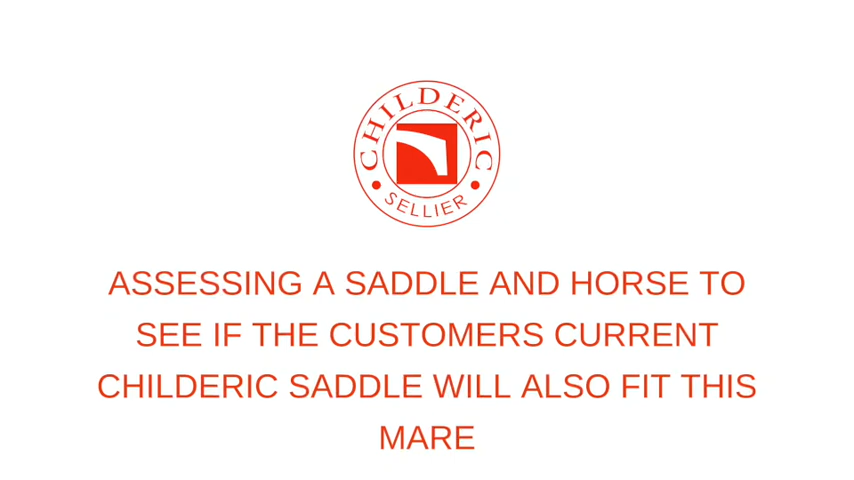 CHILDERIC
SELLIER
ASSESSING A SADDLE AND HORSE TO
SEE IF THE CUSTOMERS CURRENT
CHILDERIC SADDLE WILL ALSO FIT THIS
MARE